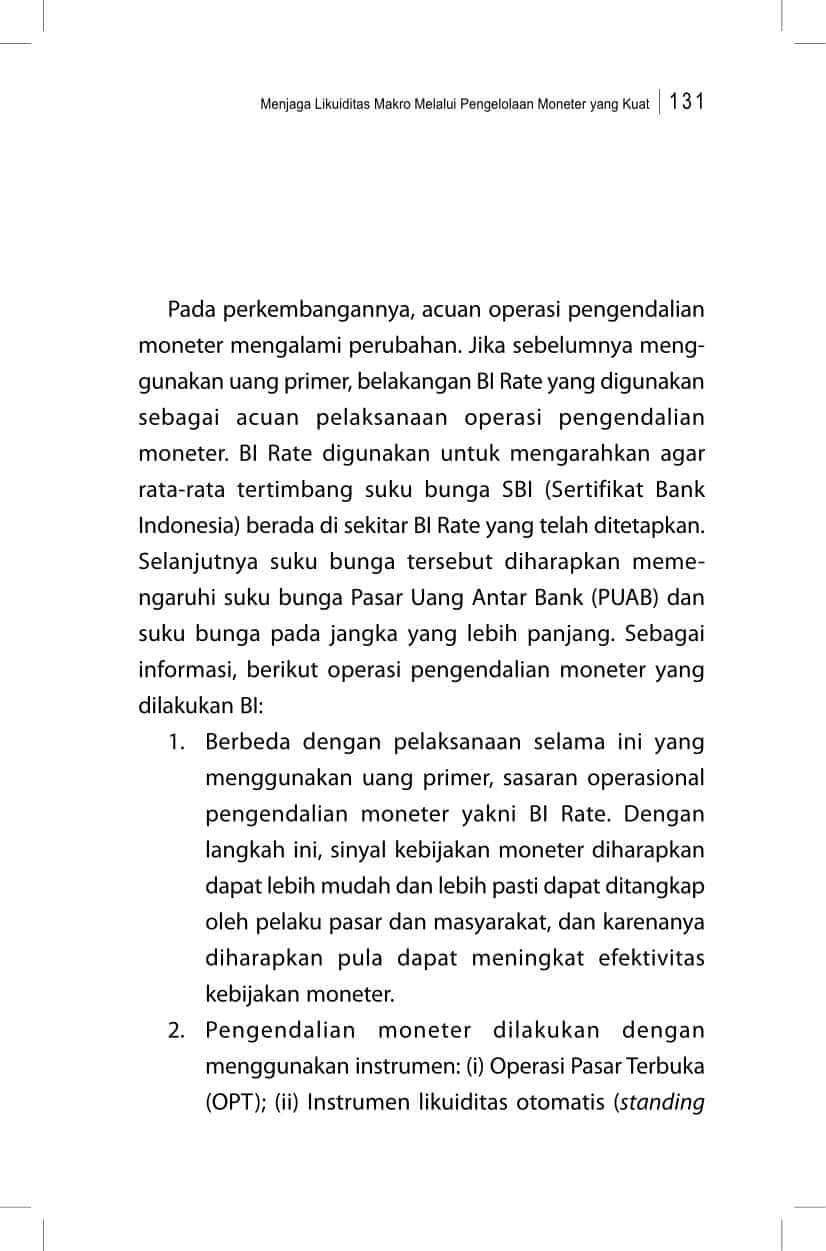 Menjaga Likuiditas Makro Melalui Pengelolaan Moneter yang Kuat | 131
Pada perkembangannya, acuan operasi pengendalian
moneter mengalami perubahan. Jika sebelumnya meng-
gunakan uang primer, belakangan BI Rate yang digunakan
sebagai acuan pelaksanaan operasi pengendalian
moneter. BI Rate digunakan untuk mengarahkan agar
rata-rata tertimbang suku bunga SBI (Sertifikat Bank
Indonesia) berada di sekitar BI Rate yang telah ditetapkan.
Selanjutnya suku bunga tersebut diharapkan meme-
ngaruhi suku bunga Pasar Uang Antar Bank (PUAB) dan
suku bunga pada jangka yang lebih panjang. Sebagai
informasi, berikut operasi pengendalian moneter yang
dilakukan BI:
1. Berbeda dengan pelaksanaan selama ini yang
menggunakan uang primer, sasaran operasional
pengendalian moneter yakni BI Rate. Dengan
langkah ini, sinyal kebijakan moneter diharapkan
dapat lebih mudah dan lebih pasti dapat ditangkap
oleh pelaku pasar dan masyarakat, dan karenanya
diharapkan pula dapat meningkat efektivitas
kebijakan moneter.
2. Pengendalian moneter dilakukan dengan
menggunakan instrumen: (i) Operasi Pasar Terbuka
(OPT); (ii) Instrumen likuiditas otomatis (standing